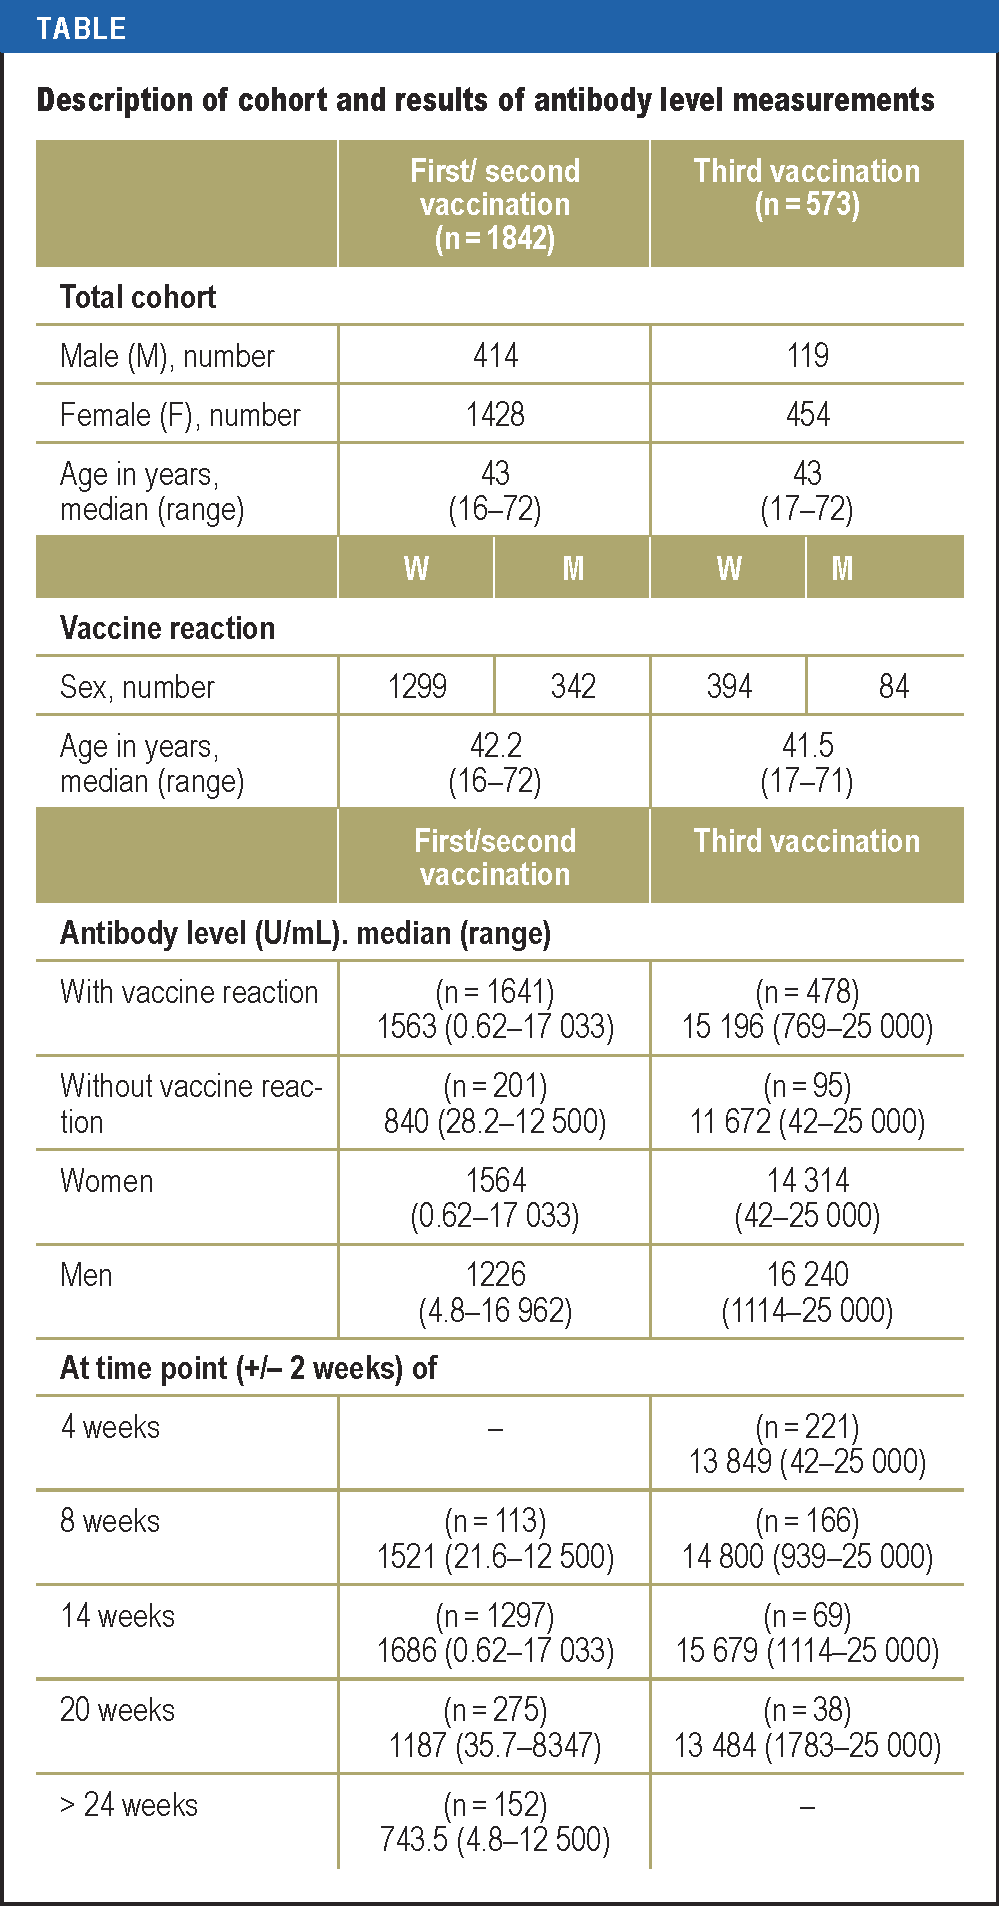 TABLE
Description of cohort and results of antibody level measurements
First/ second vaccination (n = 1842) Third vaccination (n = 573)
Total cohort
Male (M), number 414 119
Female (F), number 1428 454
Age in years, median (range) 43 (16–72) 43 (17–72)
W M W M
Vaccine reaction
Sex, number 1299 342 394 84
Age in years, median (range) 42.2 (16–72) 41.5 (17–71)
First/second vaccination Third vaccination
Antibody level (U/mL). median (range)
With vaccine reaction (n = 1641) 1563 (0.62–17 033) (n = 478) 15 196 (769–25 000)
Without vaccine reac-
tion (n = 201) 840 (28.2–12 500) (n = 95) 11 672 (42–25 000)
Women 1564 (0.62–17 033) 14 314 (42–25 000)
Men 1226 (4.8–16 962) 16 240 (1114–25 000)
At time point (+/– 2 weeks) of
4 weeks – (n = 221) 13 849 (42–25 000)
8 weeks (n = 113) 1521 (21.6–12 500) (n = 166) 14 800 (939–25 000)
14 weeks (n = 1297) 1686 (0.62–17 033) (n = 69) 15 679 (1114–25 000)
20 weeks (n = 275) 1187 (35.7–8347) (n = 38) 13 484 (1783–25 000)
> 24 weeks (n = 152) 743.5 (4.8–12 500) –